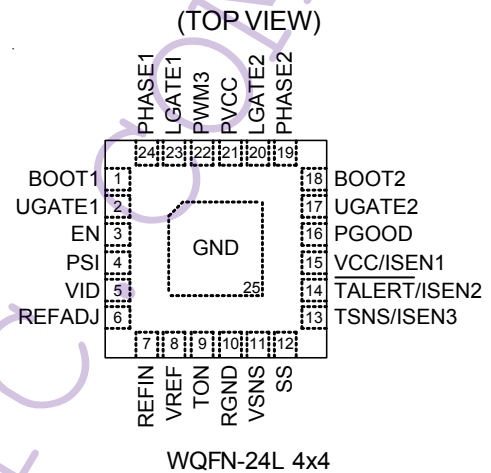 (TOP VIEW)
PHASE1
LGATE1
PWM3
PVCC
LGATE2
PHASE2
24 23 22 21 20 19
BOOT1 1
UGATE1 2
EN 3
PSI 4
VID 5
REFADJ 6
GND
25
18 BOOT2
17 UGATE2
16 PGOOD
15 VCC/ISEN1
14 TALERT/ISEN2
13 TSNS/ISEN3
7 8 9 10 11 12
REFIN
VREF
TON
RGND
VSNS
SS
WQFN-24L 4x4